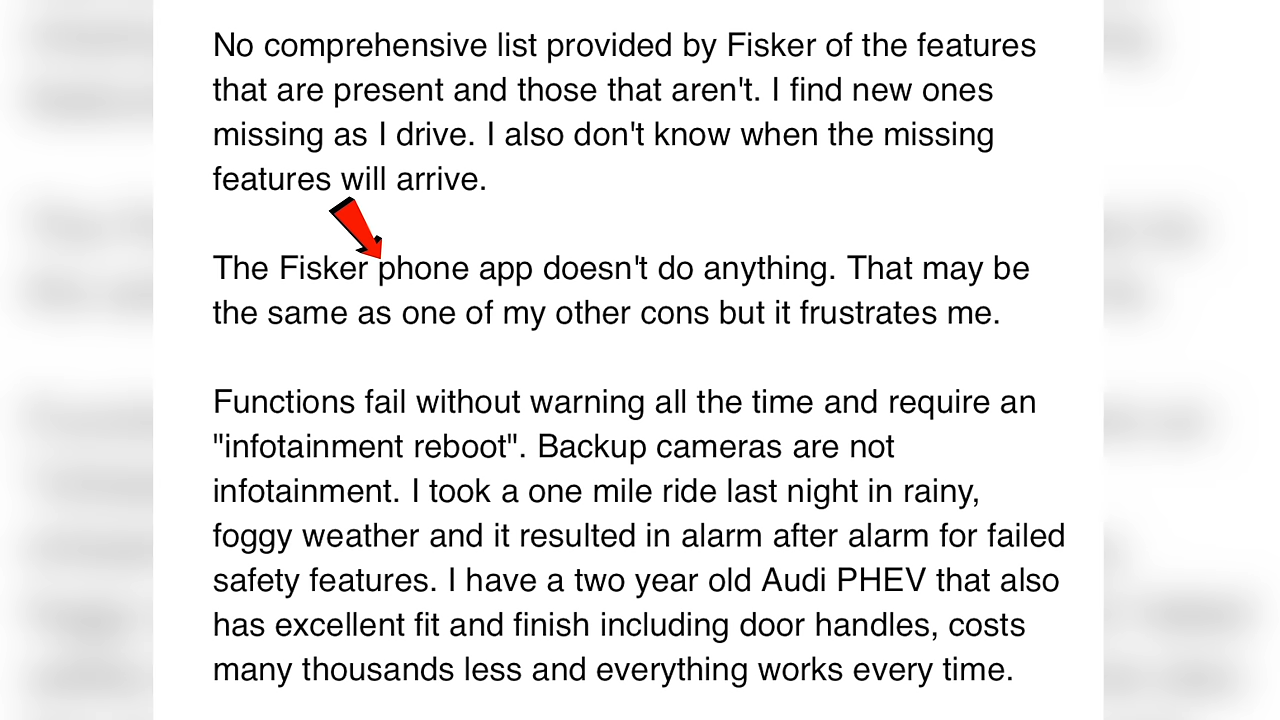 No comprehensive list provided by Fisker of the features
that are present and those that aren't. I find new ones
missing as I drive. I also don't know when the missing
features will arrive.
The Fisker phone app doesn't do anything. That may be
the same as one of my other cons but it frustrates me.
Functions fail without warning all the time and require an
"infotainment reboot". Backup cameras are not
infotainment. I took a one mile ride last night in rainy,
foggy weather and it resulted in alarm after alarm for failed
safety features. I have a two year old Audi PHEV that also
has excellent fit and finish including door handles, costs
many thousands less and everything works every time.